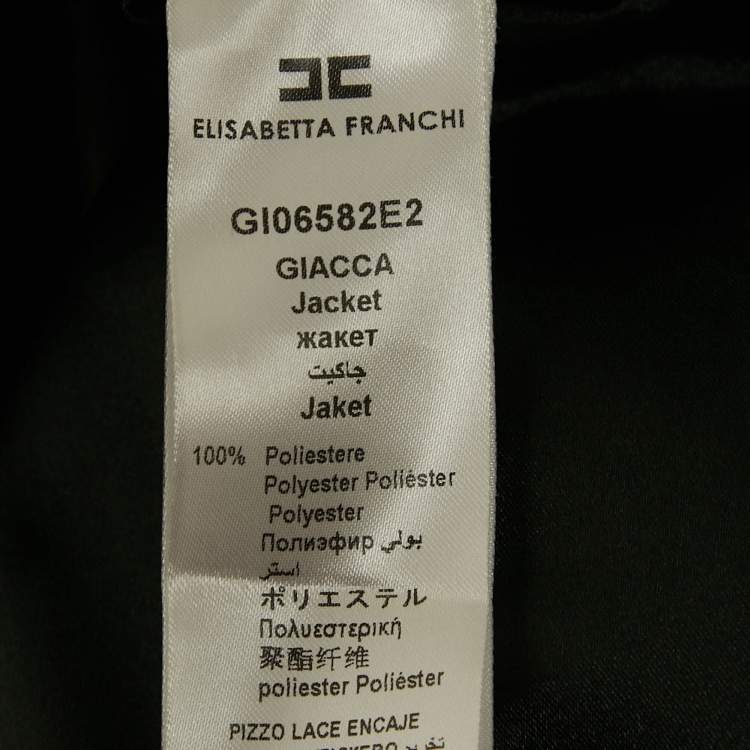 ELISABETTA FRANCHI
GI06582E2
GIACCA
Jacket
жакет
جاكيت
Jaket
100% Poliestere
Polyester Poliéster
Polyester
Полиэфир بولي
استر
ポリエステル
Πολυεστερική
聚酯纤维
poliester Poliéster
PIZZO LACE ENCAJE